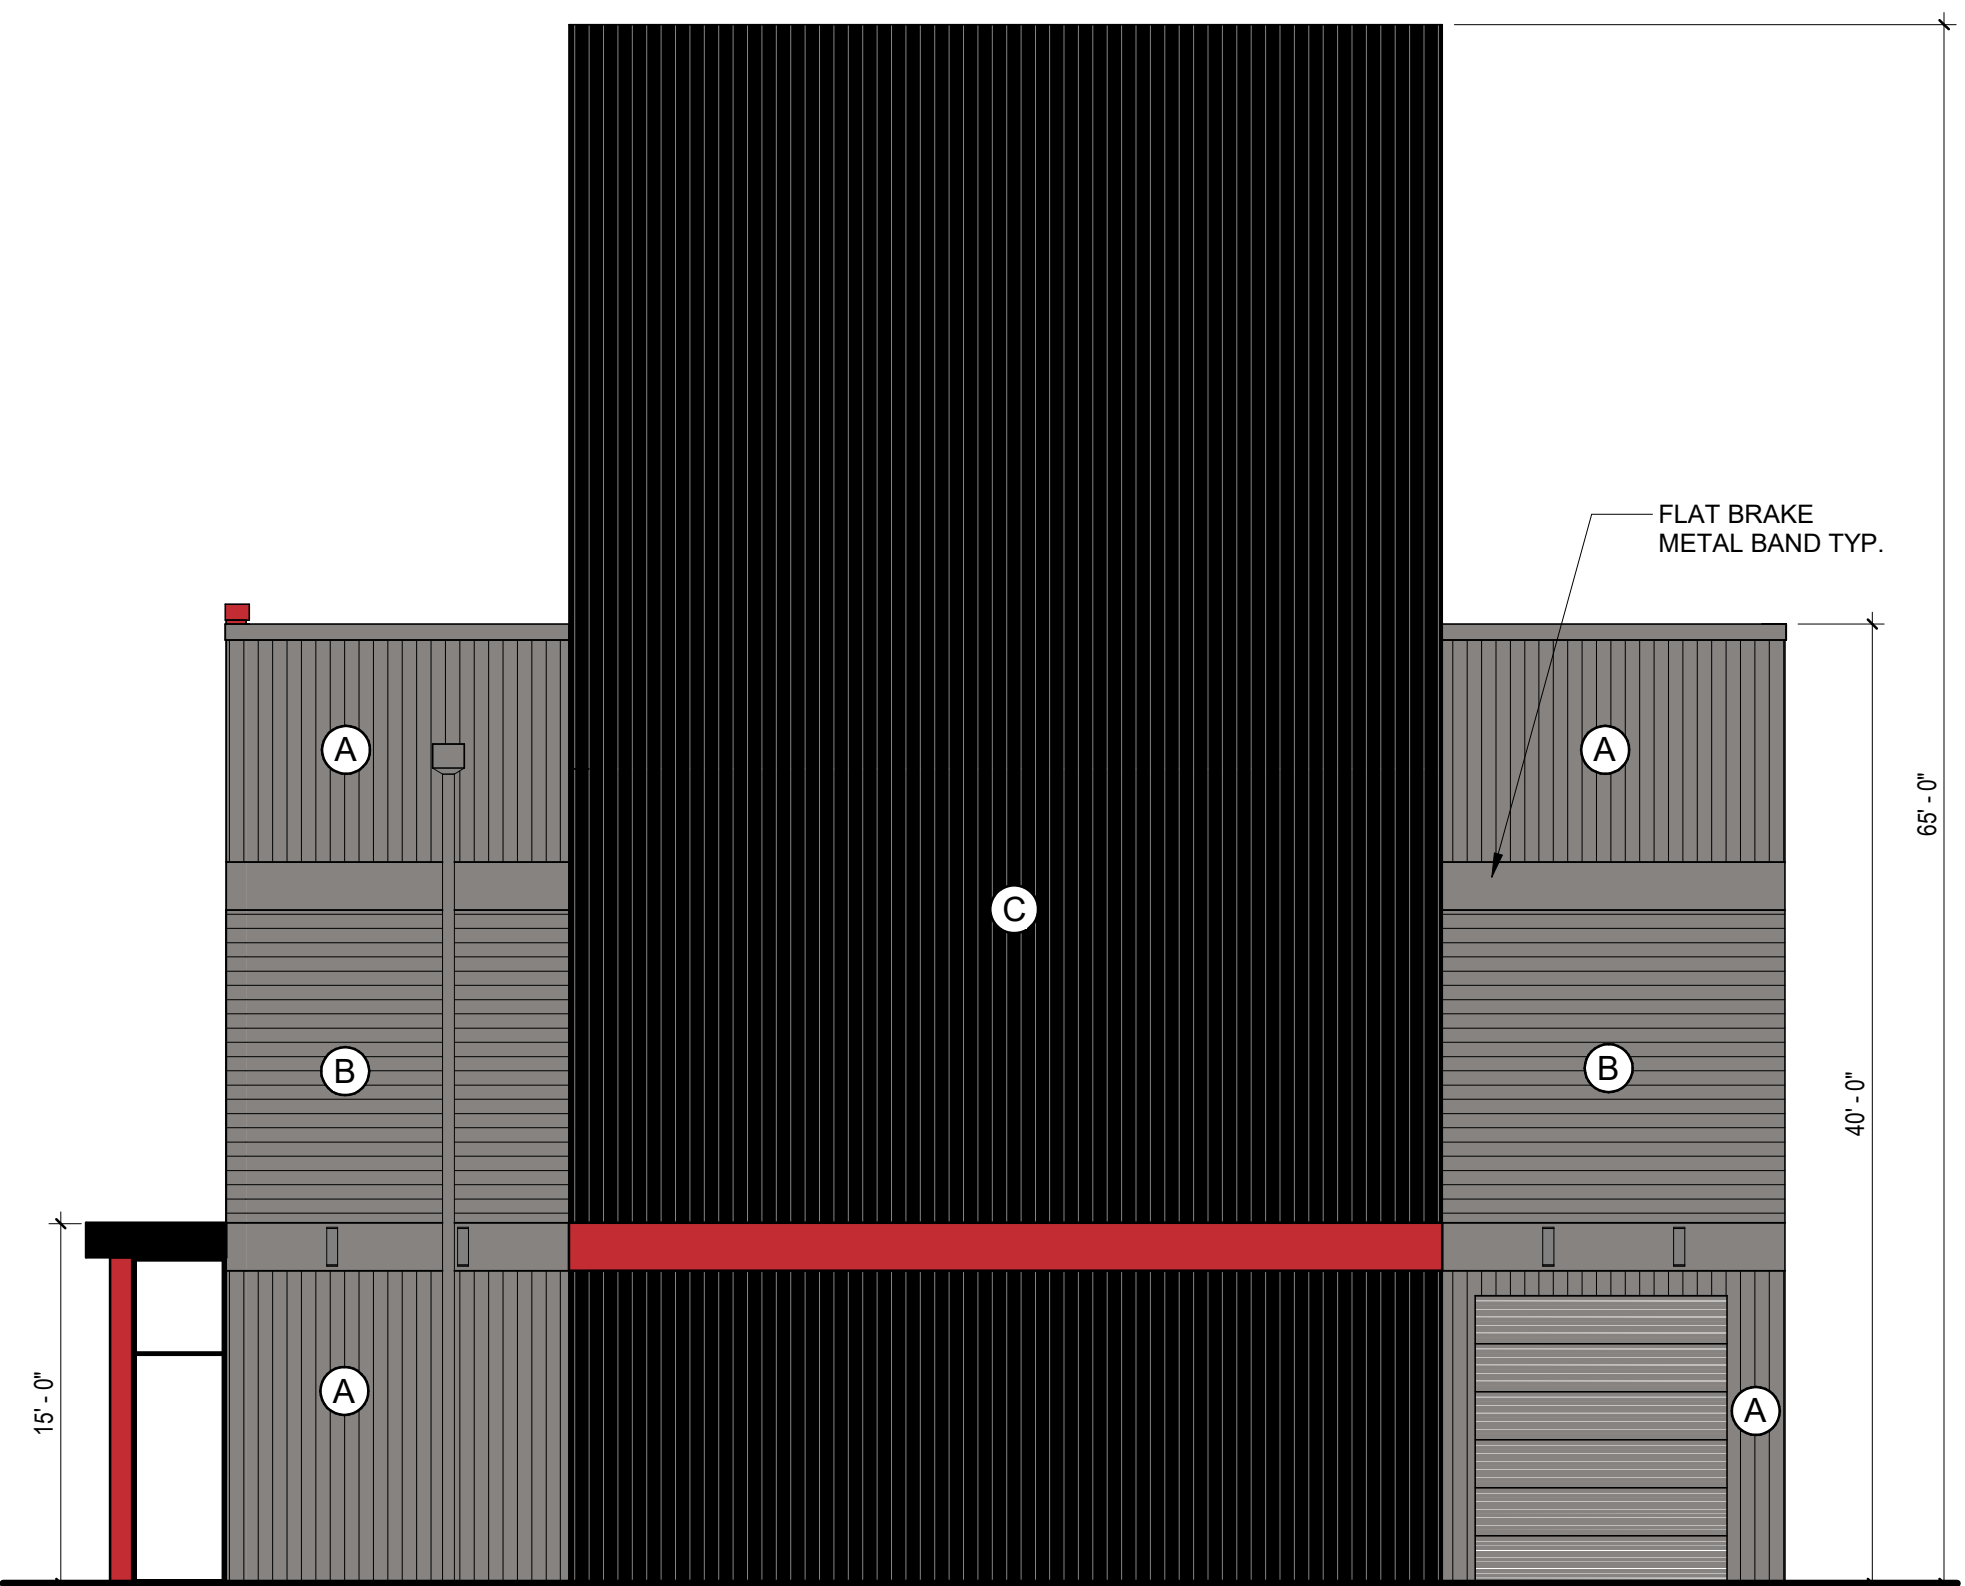 FLAT BRAKE
METAL BAND TYP.
A
A
65' - 0"
C
B
B
40' - 0"
15' - 0"
A
A